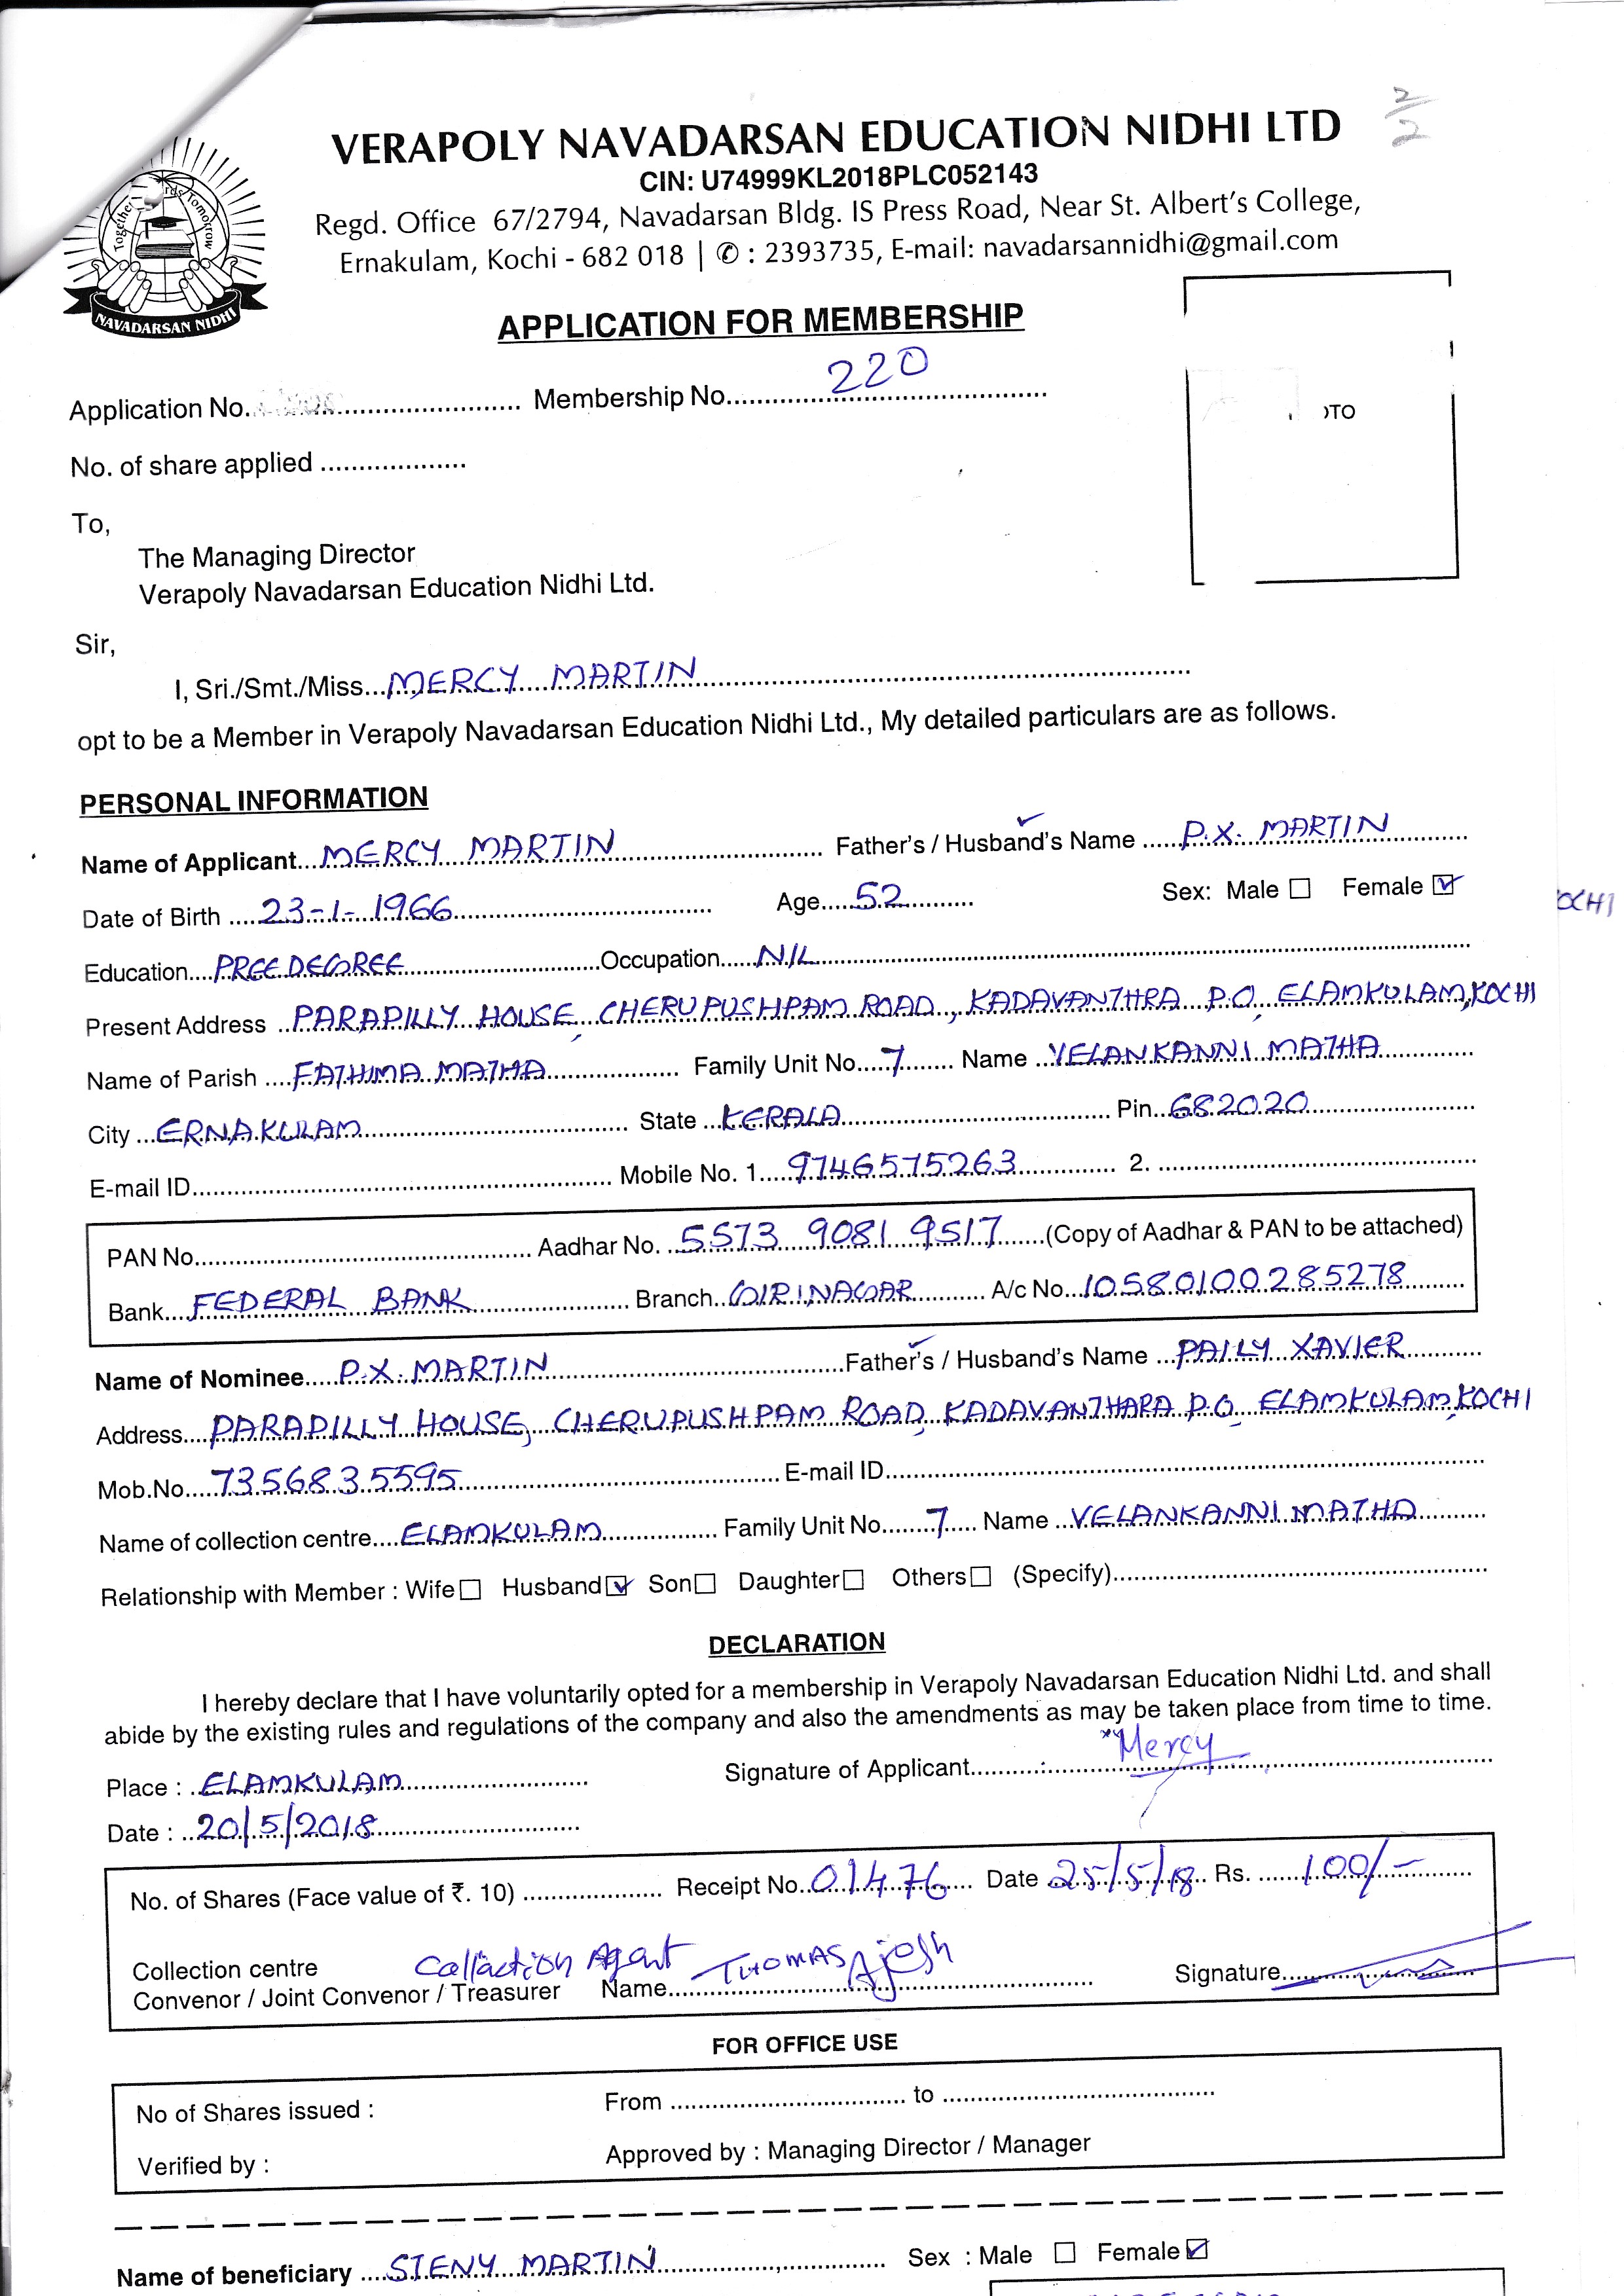 VERAPOLY NAVADARSAN EDUCATION NIDHI LTD 2/2
CIN: U74999KL2018PLC052143
Regd. Office 67/2794, Navadarsan Bldg. IS Press Road, Near St. Albert's College,
Ernakulam, Kochi - 682 018 | ✆ : 2393735, E-mail: navadarsannidhi@gmail.com
NAVADARSAN NIDHI
APPLICATION FOR MEMBERSHIP
Application No. Membership No. 220
)TO
No. of share applied
To,
The Managing Director
Verapoly Navadarsan Education Nidhi Ltd.
Sir,
I, Sri./Smt./Miss... MERCY MARTIN
opt to be a Member in Verapoly Navadarsan Education Nidhi Ltd., My detailed particulars are as follows.
PERSONAL INFORMATION
Name of Applicant... MERCY MARTIN Father's / Husband's Name P.X. MARTIN
Date of Birth 23-1-1966 Age 52 Sex: Male ☐ Female ☑
OCHI
Education PREE DEGREE Occupation NIL
Present Address PARAPILLY HOUSE, CHERUPUSHPAM ROAD, KADAVANTHRA P.O, ELAMKULAM, KOCHI
Name of Parish FATHIMA MATHA Family Unit No. 7 Name VELANKANNI MATHA
City ERNAKULAM State KERALA Pin 682020
E-mail ID Mobile No. 1 9746575263 2.
PAN No. Aadhar No. 5573 9081 9517 (Copy of Aadhar & PAN to be attached)
Bank FEDERAL BANK Branch GIRINAGAR A/c No. 10580100285278
Name of Nominee P.X. MARTIN Father's / Husband's Name PAILY XAVIER
Address PARAPILLY HOUSE, CHERUPUSHPAM ROAD, KADAVANTHARA P.O, ELAMKULAM, KOCHI
Mob.No. 7356835595 E-mail ID
Name of collection centre ELAMKULAM Family Unit No. 7 Name VELANKANNI MATHA
Relationship with Member : Wife ☐ Husband ☑ Son ☐ Daughter ☐ Others ☐ (Specify)
DECLARATION
I hereby declare that I have voluntarily opted for a membership in Verapoly Navadarsan Education Nidhi Ltd. and shall
abide by the existing rules and regulations of the company and also the amendments as may be taken place from time to time.
Place : ELAMKULAM Signature of Applicant Mercy
Date : 20/5/2018
No. of Shares (Face value of ₹. 10) Receipt No. 01476 Date 25/5/18 Rs. 100/-
Collection centre Callaction Agent
Convenor / Joint Convenor / Treasurer Name THOMAS Ajesh Signature
FOR OFFICE USE
No of Shares issued : From to
Verified by : Approved by : Managing Director / Manager
Name of beneficiary STENY MARTIN Sex : Male ☐ Female ☑